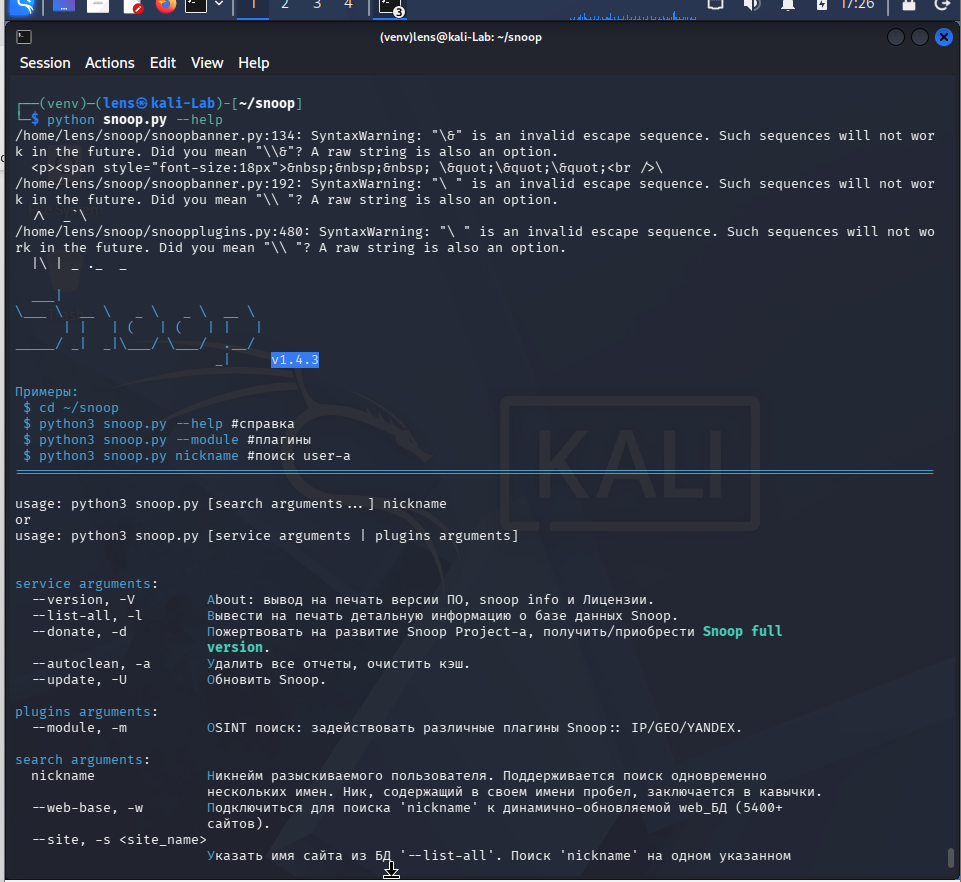 1 2 3 4 3 17:26
(venv)lens@kali-Lab: ~/snoop
Session Actions Edit View Help
┌──(venv)─(lens㉿kali-Lab)-[~/snoop]
└─$ python snoop.py --help
/home/lens/snoop/snoopbanner.py:134: SyntaxWarning: "\&" is an invalid escape sequence. Such sequences will not wor
k in the future. Did you mean "\\&"? A raw string is also an option.
<p><span style="font-size:18px">&nbsp;&nbsp;&nbsp; \&quot;\&quot;\&quot;<br />\
/home/lens/snoop/snoopbanner.py:192: SyntaxWarning: "\ " is an invalid escape sequence. Such sequences will not wor
k in the future. Did you mean "\\ "? A raw string is also an option.
/\ _`\
/home/lens/snoop/snoopplugins.py:480: SyntaxWarning: "\ " is an invalid escape sequence. Such sequences will not wo
rk in the future. Did you mean "\\ "? A raw string is also an option.
|\ | _ ._ _
Snoop
v1.4.3
Примеры:
$ cd ~/snoop
$ python3 snoop.py --help #справка
$ python3 snoop.py --module #плагины
$ python3 snoop.py nickname #поиск user-a
KALI
usage: python3 snoop.py [search arguments...] nickname
or
usage: python3 snoop.py [service arguments | plugins arguments]
service arguments:
--version, -V About: вывод на печать версии ПО, snoop info и Лицензии.
--list-all, -l Вывести на печать детальную информацию о базе данных Snoop.
--donate, -d Пожертвовать на развитие Snoop Project-а, получить/приобрести Snoop full
version.
--autoclean, -a Удалить все отчеты, очистить кэш.
--update, -U Обновить Snoop.
plugins arguments:
--module, -m OSINT поиск: задействовать различные плагины Snoop:: IP/GEO/YANDEX.
search arguments:
nickname Никнейм разыскиваемого пользователя. Поддерживается поиск одновременно
нескольких имен. Ник, содержащий в своем имени пробел, заключается в кавычки.
--web-base, -w Подключиться для поиска 'nickname' к динамично-обновляемой web_БД (5400+
сайтов).
--site, -s <site_name>
Указать имя сайта из БД '--list-all'. Поиск 'nickname' на одном указанном